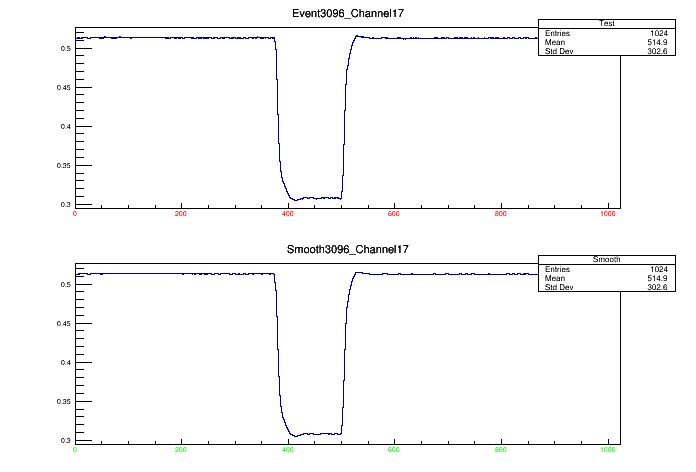 Event3096_Channel17
Test
Entries 1024
Mean 514.9
Std Dev 302.6
0.5
0.45
0.4
0.35
0.3
0 200 400 600 800 1000
Smooth3096_Channel17
Smooth
Entries 1024
Mean 514.9
Std Dev 302.6
0.5
0.45
0.4
0.35
0.3
0 200 400 600 800 1000